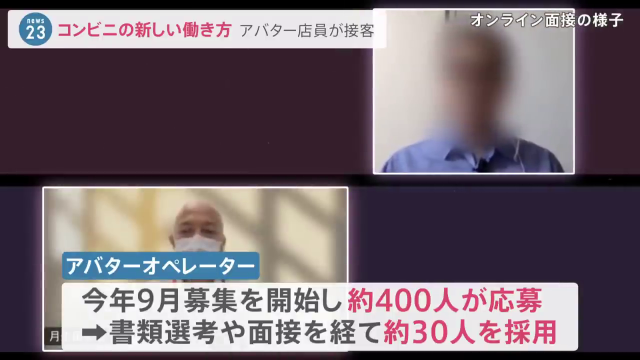 news 23
コンビニの新しい働き方 アバター店員が接客
オンライン面接の様子
アバターオペレーター
今年9月募集を開始し 約400人が応募
➡書類選考や面接を経て約30人を採用
月